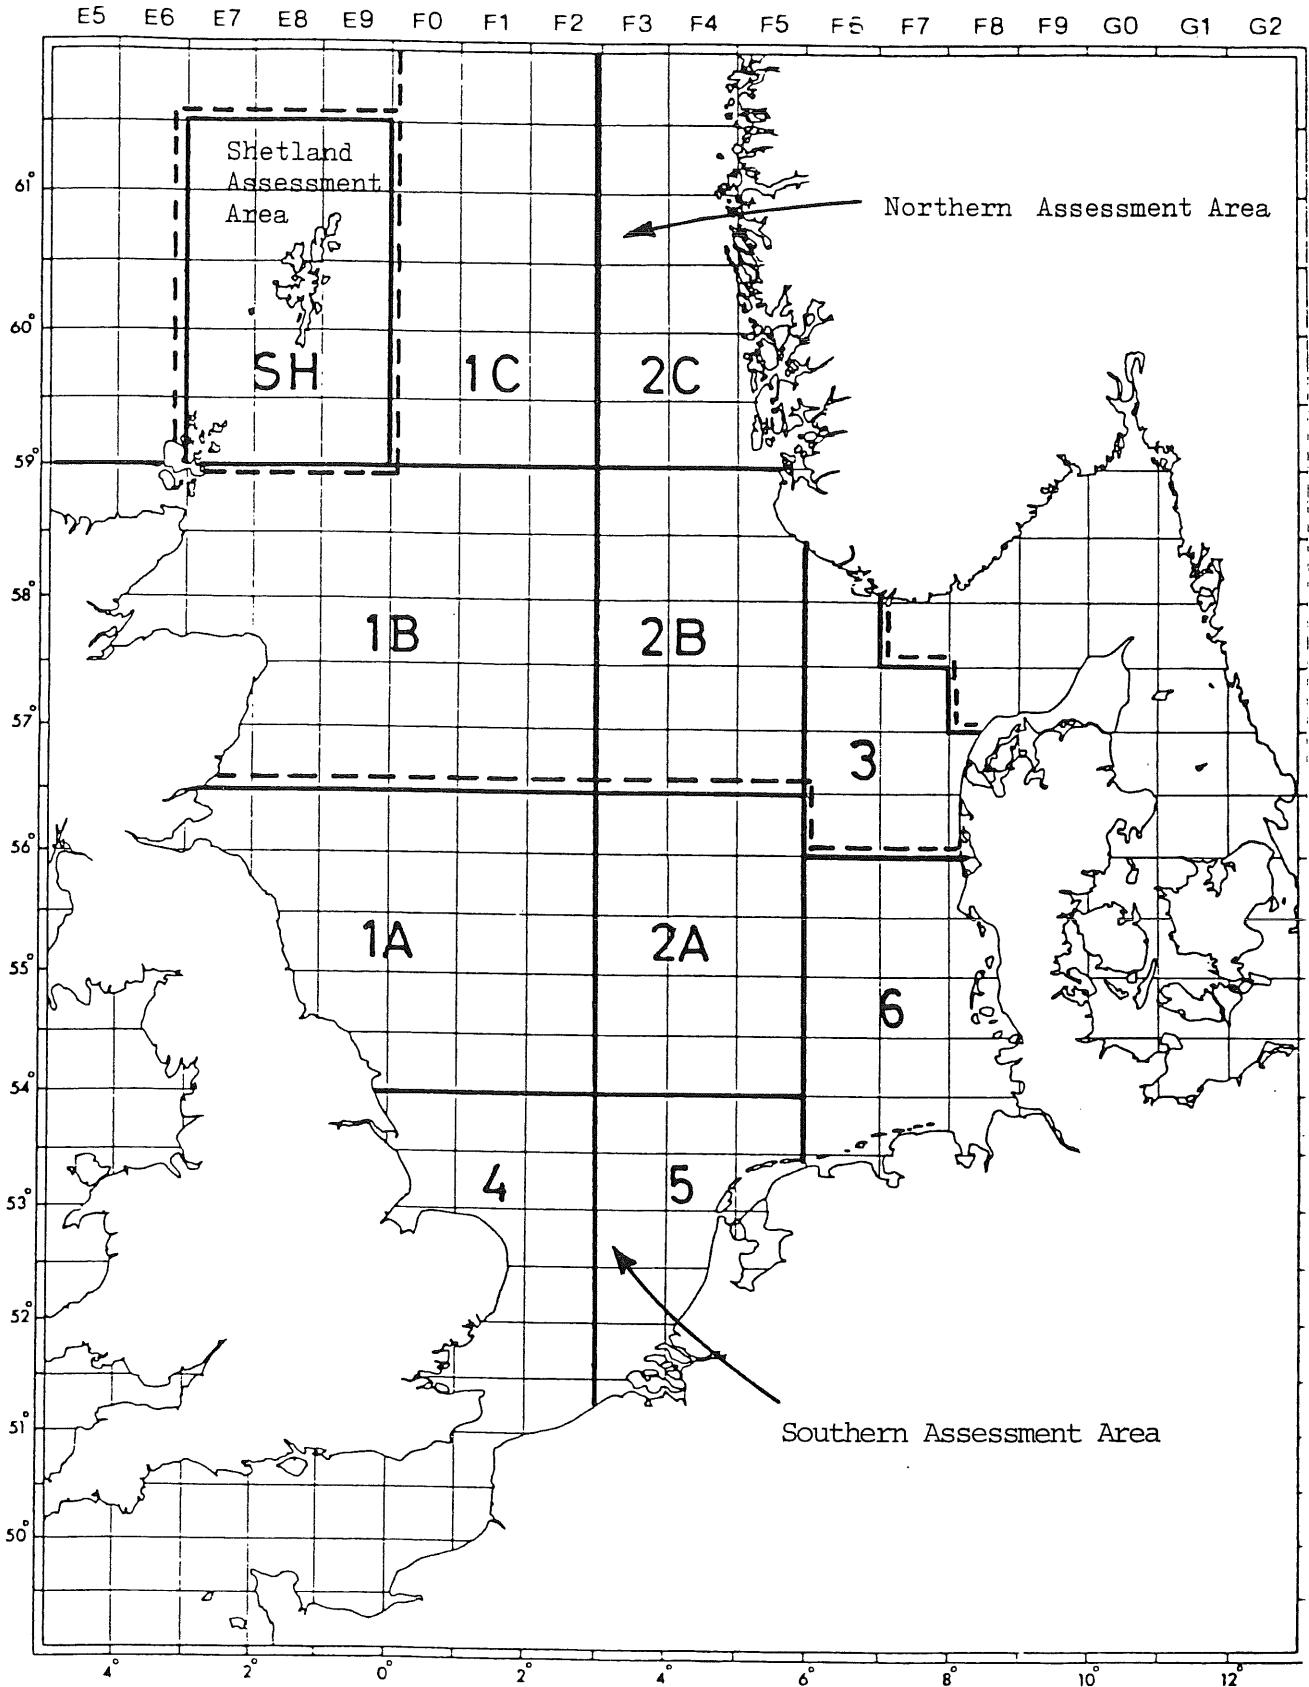 E5 E6 E7 E8 E9 F0 F1 F2 F3 F4 F5 F6 F7 F8 F9 G0 G1 G2
Shetland
Assessment
Area
61°
Northern Assessment Area
60°
SH 1C 2C
59°
58°
1B 2B
57°
3
56°
1A 2A
55°
6
54°
4 5
53°
52°
51°
Southern Assessment Area
50°
4° 2° 0° 2° 4° 6° 8° 10° 12°